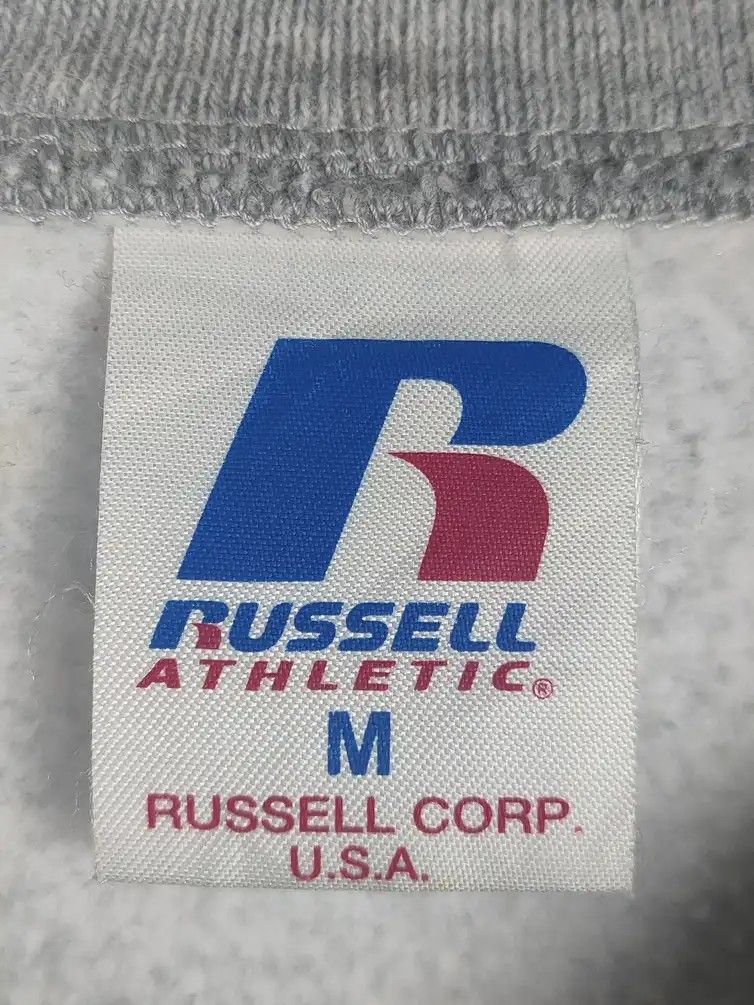 RUSSELL
ATHLETIC®
M
RUSSELL CORP.
U.S.A.